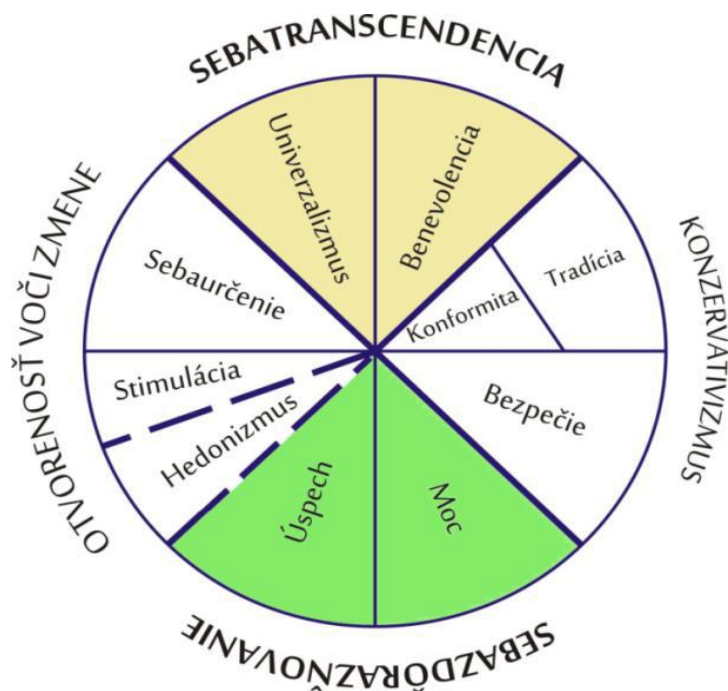 SEBATRANSCENDENCIA
Univerzalizmus
Benevolencia
OTVORENOSŤ VOČI ZMENE
Sebaurčenie
Konformita
Tradícia
KONZERVATIVIZMUS
Stimulácia
Hedonizmus
Bezpečie
Úspech
Moc
SEBAZDÔRAZŇOVANIE